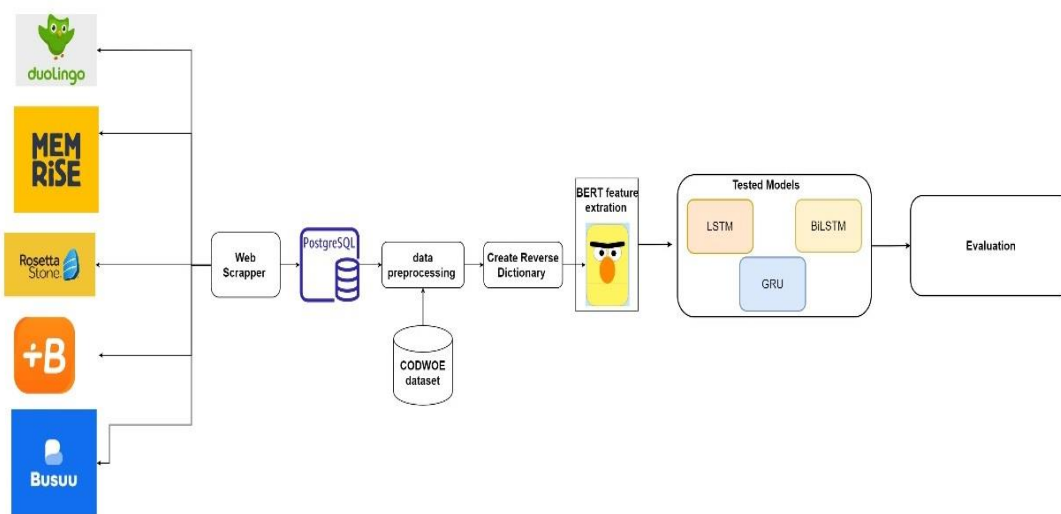 duolingo
MEM
RiSE
Rosetta
Stone
+B
Busuu
Web
Scrapper
PostgreSQL
data
preprocessing
CODWOE
dataset
Create Reverse
Dictionary
BERT feature
extration
Tested Models
LSTM
BiLSTM
GRU
Evaluation